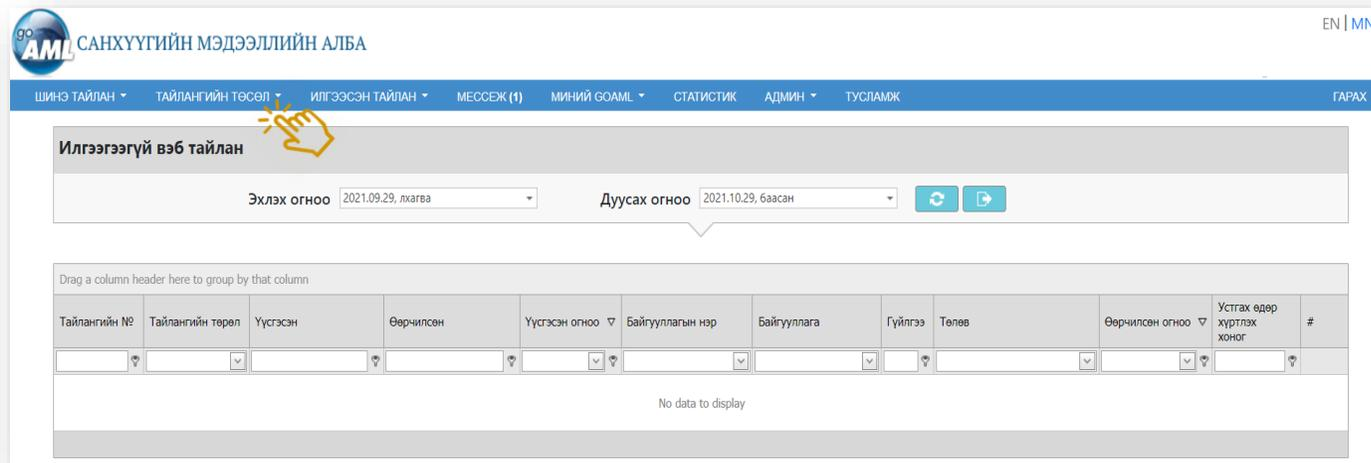 EN | MN
go AML САНХҮҮГИЙН МЭДЭЭЛЛИЙН АЛБА
ШИНЭ ТАЙЛАН ТАЙЛАНГИЙН ТӨСӨЛ ИЛГЭЭСЭН ТАЙЛАН МЕССЕЖ (1) МИНИЙ GOAML СТАТИСТИК АДМИН ТУСЛАМЖ ГАРАХ
Илгээгээгүй вэб тайлан
Эхлэх огноо 2021.09.29, лхагва Дуусах огноо 2021.10.29, баасан
Drag a column header here to group by that column
Тайлангийн № Тайлангийн төрөл Үүсгэсэн Өөрчилсөн Үүсгэсэн огноо Байгууллагын нэр Байгууллага Гүйлгээ Төлөв Өөрчилсөн огноо Устгах өдөр хүртлэх хоног #
No data to display